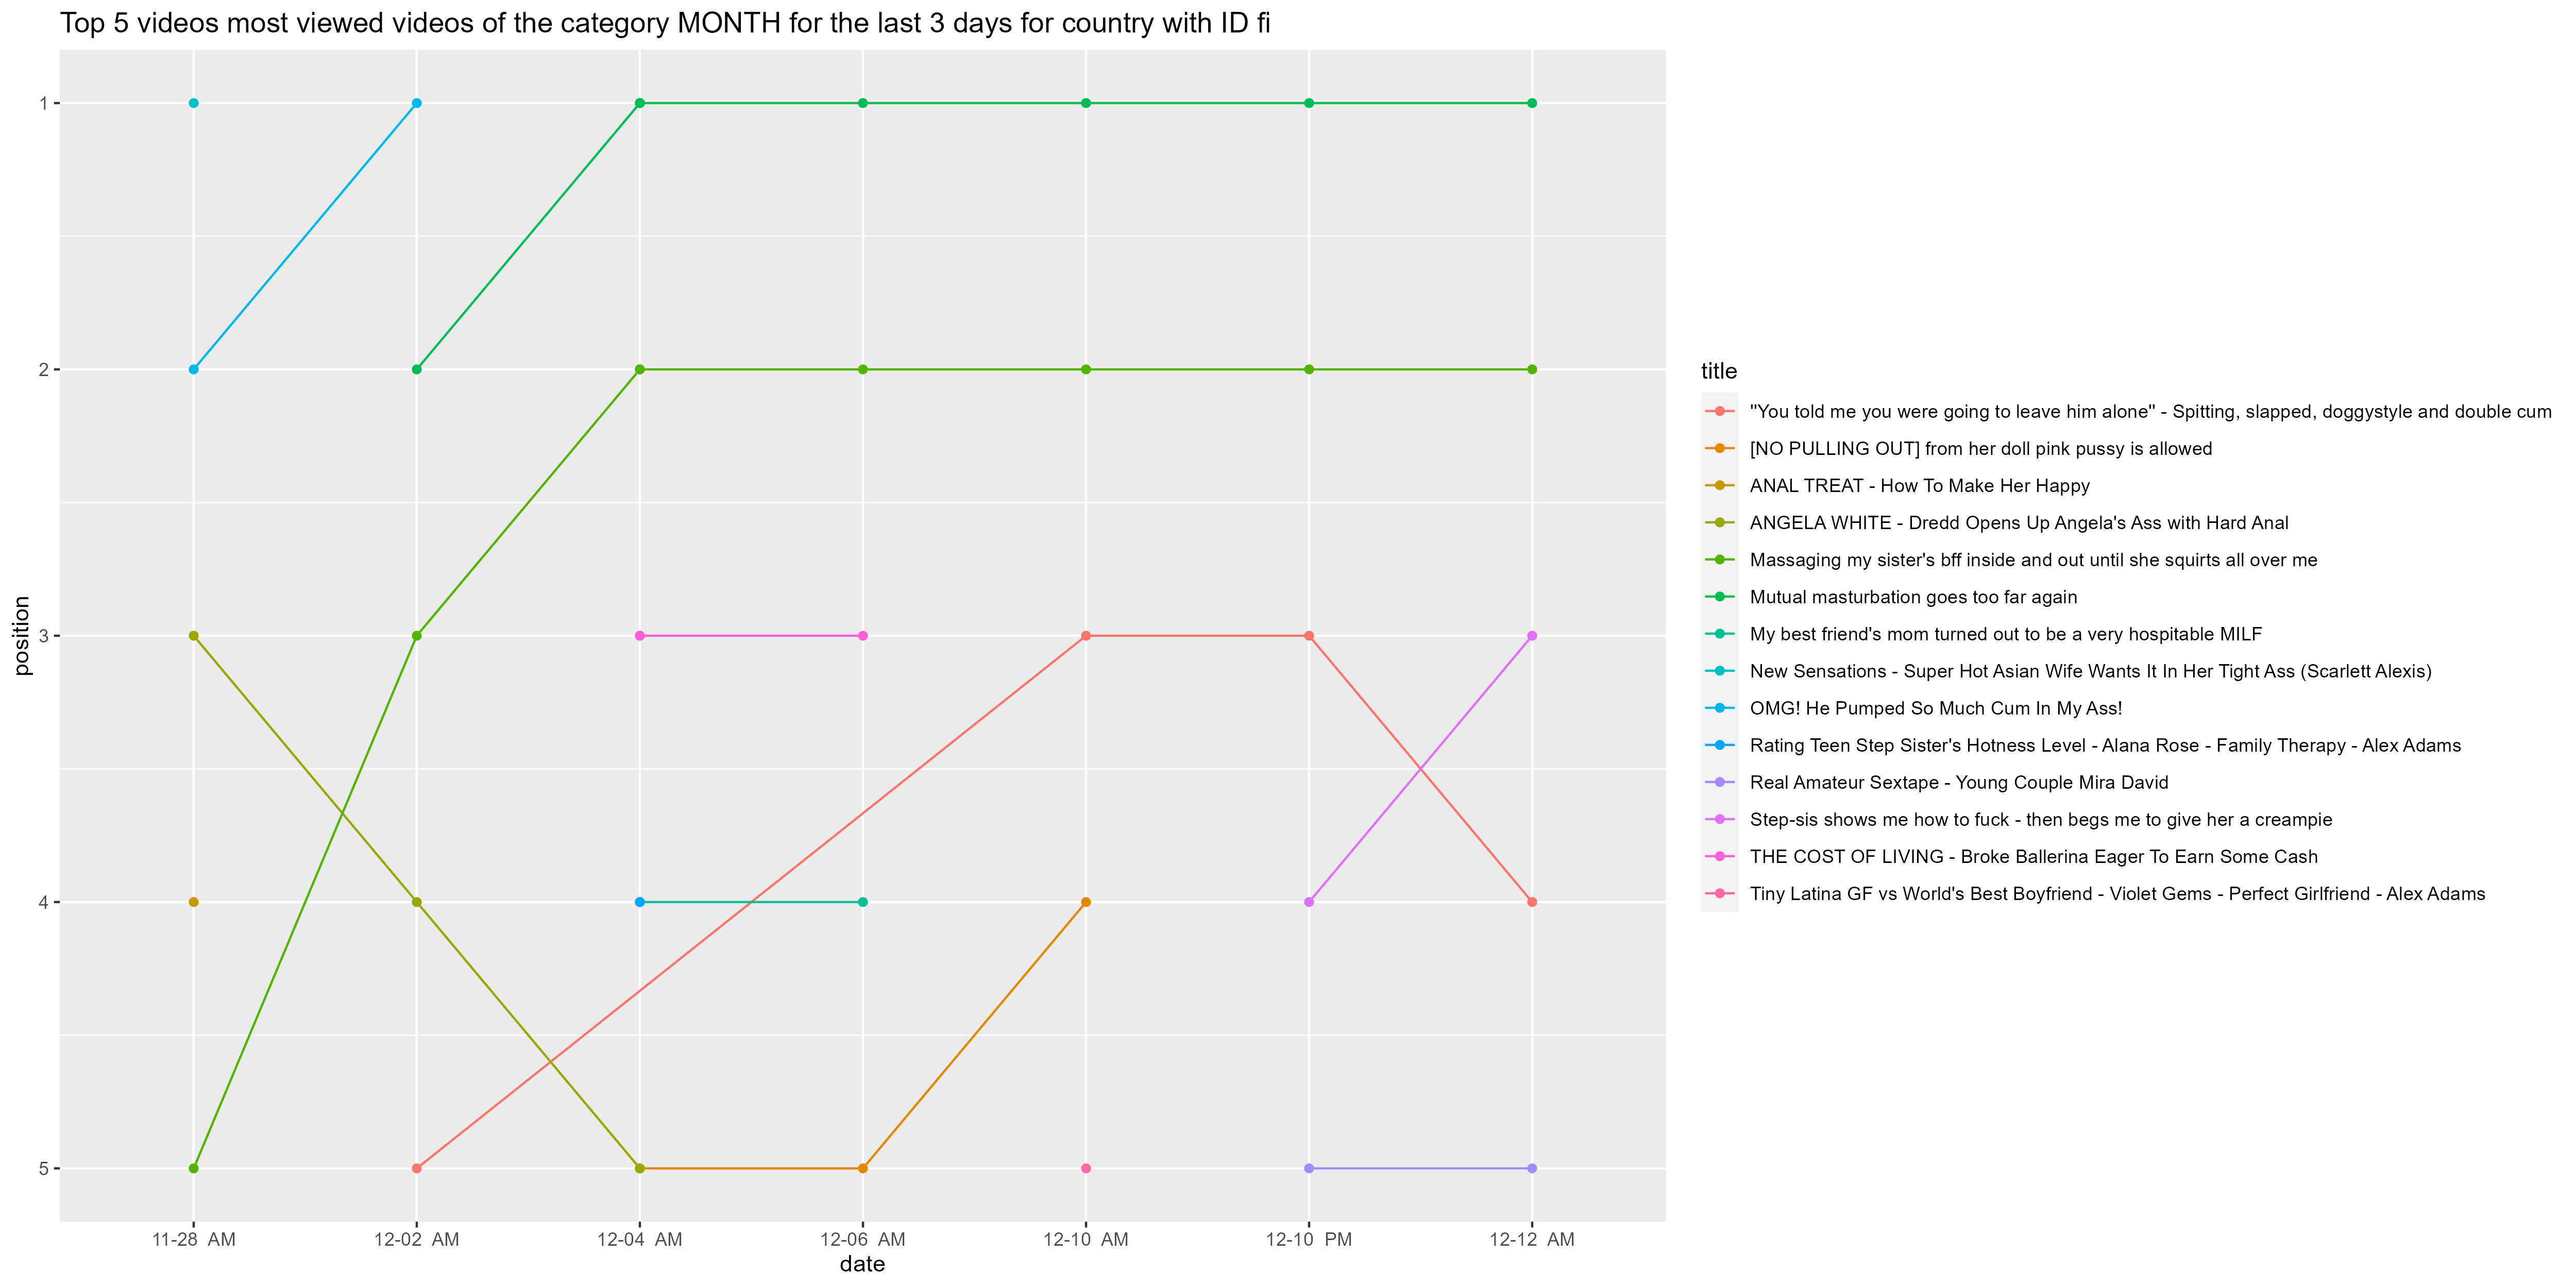 Top 5 videos most viewed videos of the category MONTH for the last 3 days for country with ID fi
1
2
3
4
5
position
11-28 AM
12-02 AM
12-04 AM
12-06 AM
12-10 AM
12-10 PM
12-12 AM
date
title
"You told me you were going to leave him alone" - Spitting, slapped, doggystyle and double cum
[NO PULLING OUT] from her doll pink pussy is allowed
ANAL TREAT - How To Make Her Happy
ANGELA WHITE - Dredd Opens Up Angela's Ass with Hard Anal
Massaging my sister's bff inside and out until she squirts all over me
Mutual masturbation goes too far again
My best friend's mom turned out to be a very hospitable MILF
New Sensations - Super Hot Asian Wife Wants It In Her Tight Ass (Scarlett Alexis)
OMG! He Pumped So Much Cum In My Ass!
Rating Teen Step Sister's Hotness Level - Alana Rose - Family Therapy - Alex Adams
Real Amateur Sextape - Young Couple Mira David
Step-sis shows me how to fuck - then begs me to give her a creampie
THE COST OF LIVING - Broke Ballerina Eager To Earn Some Cash
Tiny Latina GF vs World's Best Boyfriend - Violet Gems - Perfect Girlfriend - Alex Adams